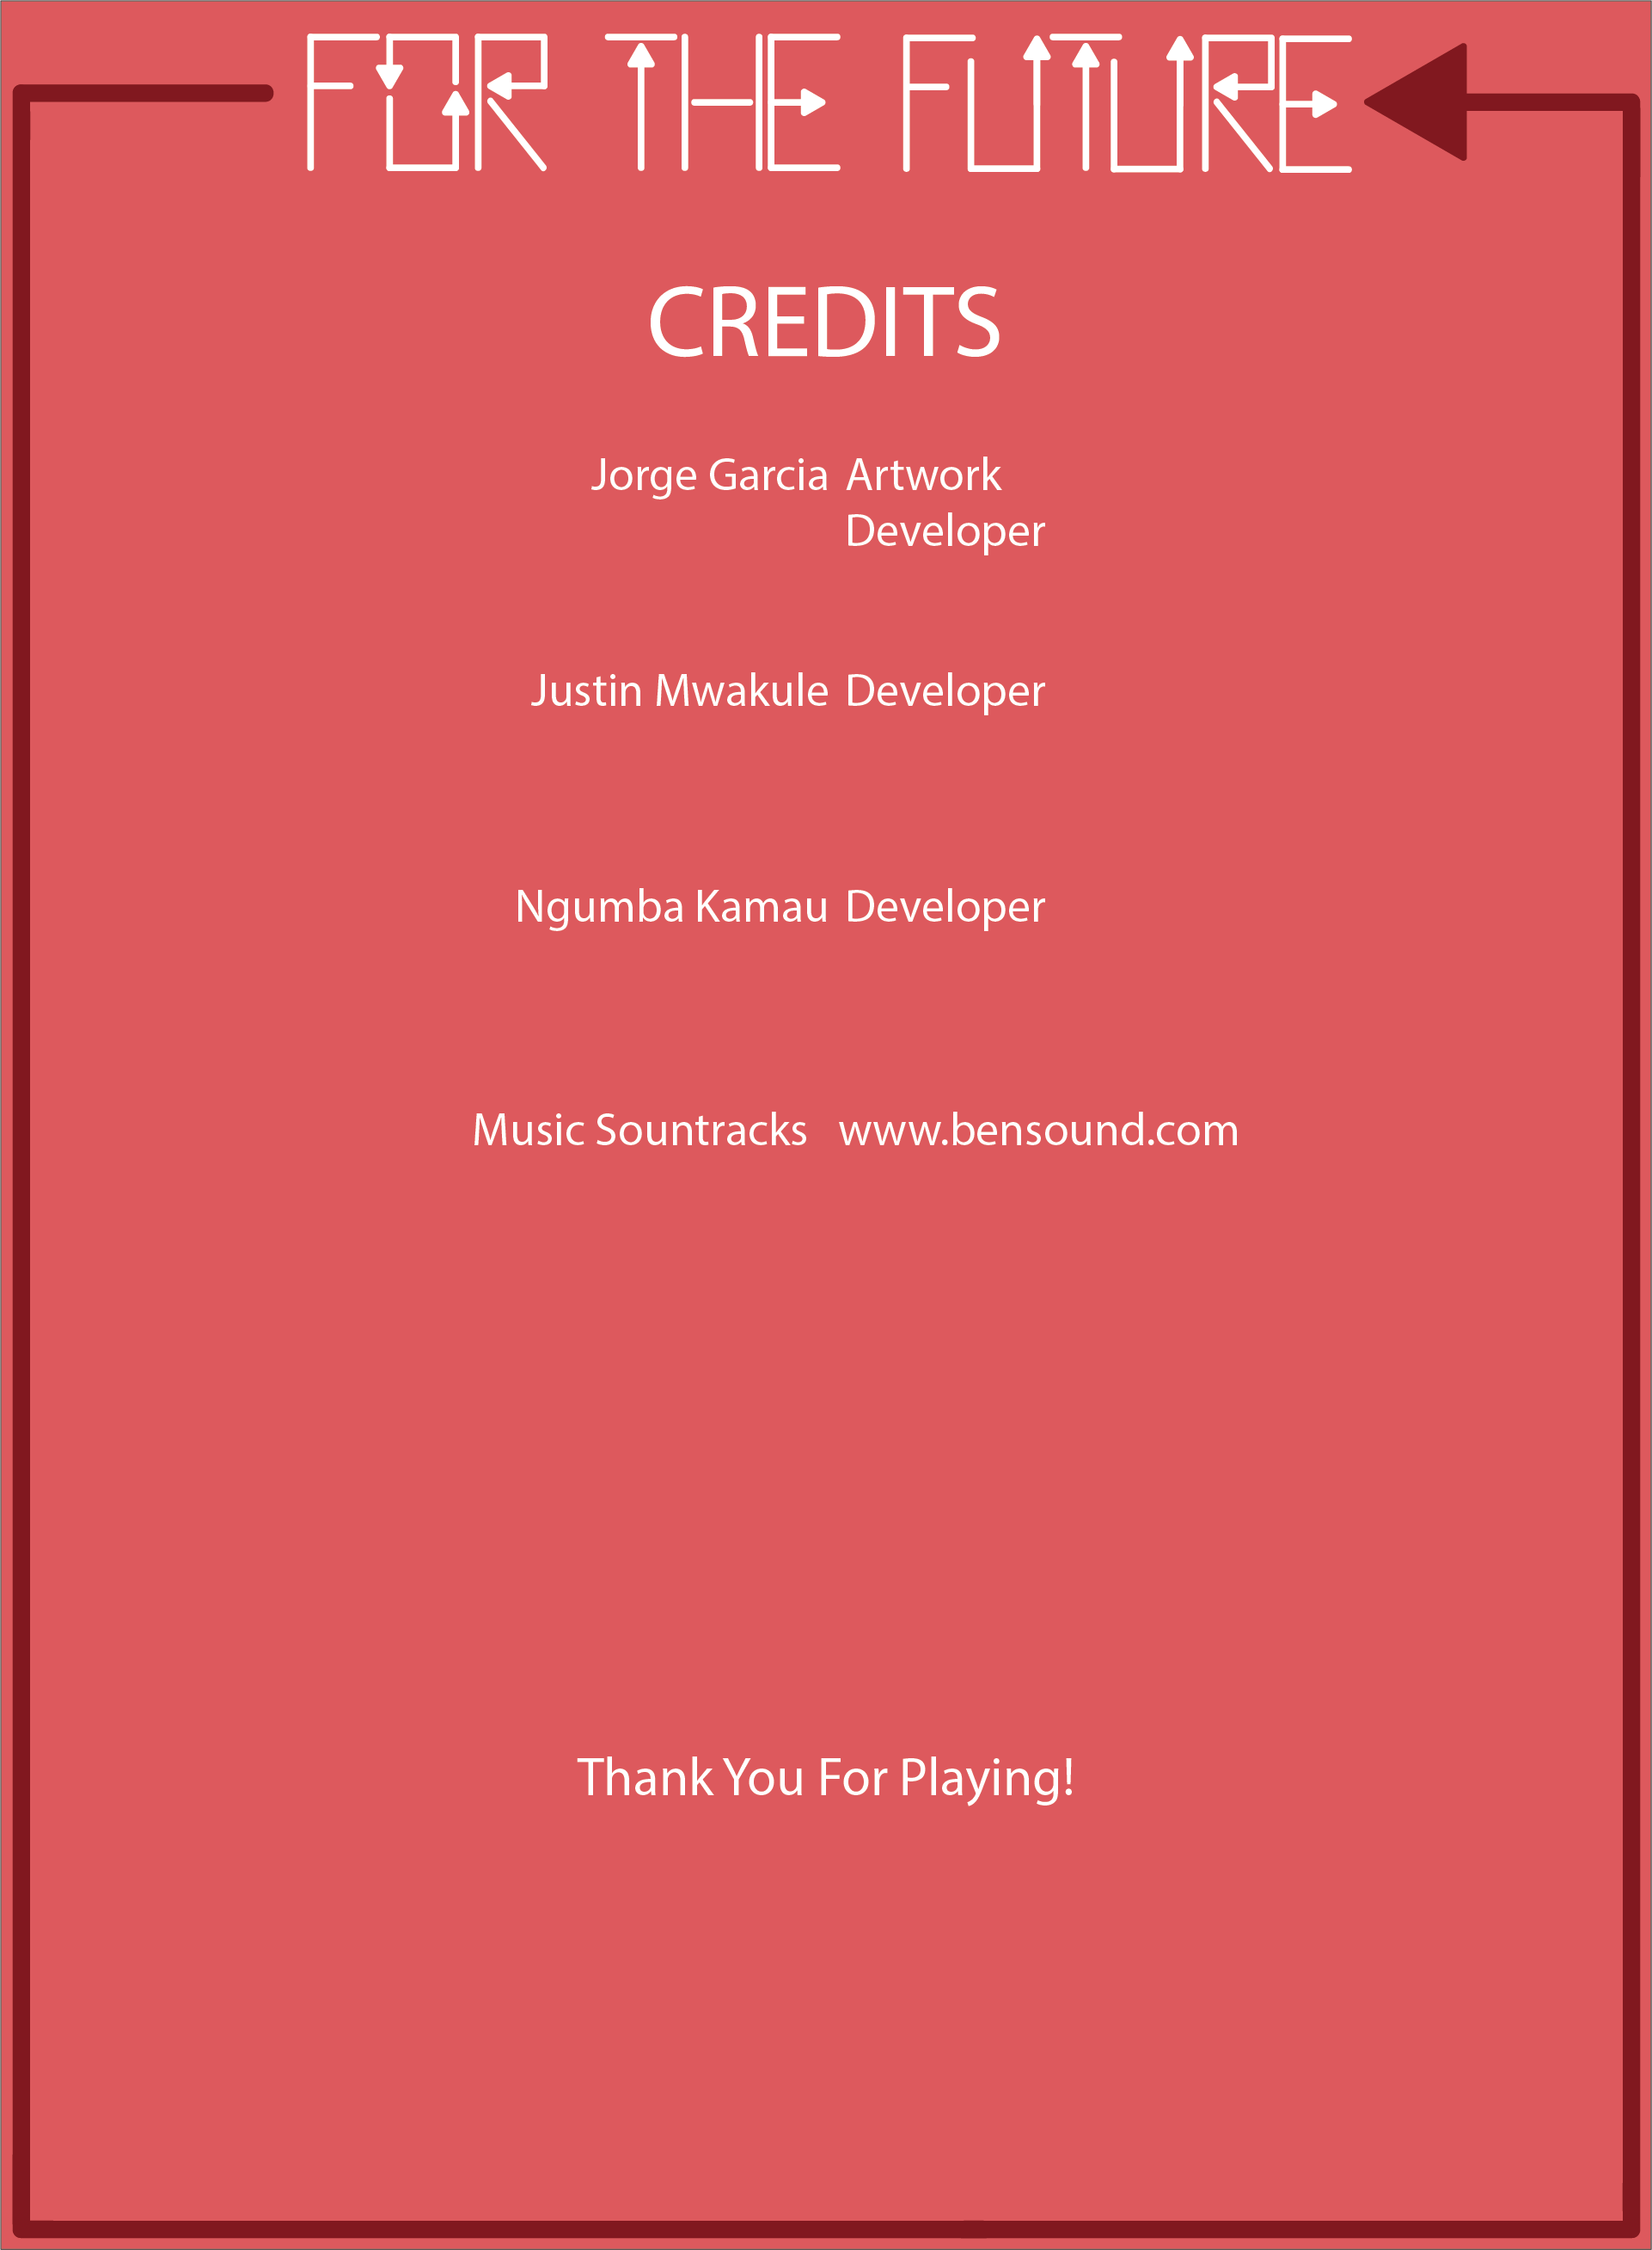 FOR THE FUTURE
CREDITS
Jorge Garcia Artwork
Developer
Justin Mwakule Developer
Ngumba Kamau Developer
Music Sountracks www.bensound.com
Thank You For Playing!